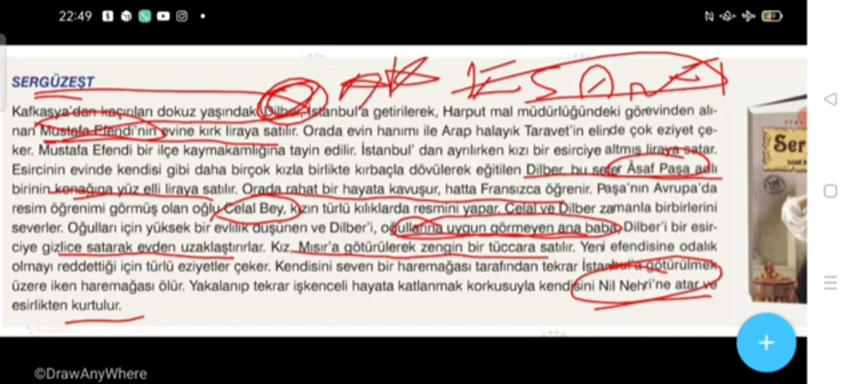 22:49
SERGÜZEŞT
Kafkasya'dan kaçırılan dokuz yaşındaki Dilber, İstanbul'a getirilerek, Harput mal müdürlüğündeki görevinden alı-
nan Mustafa Efendi'nin evine kırk liraya satılır. Orada evin hanımı ile Arap halayık Taravet'in elinde çok eziyet çe-
ker. Mustafa Efendi bir ilçe kaymakamlığına tayin edilir. İstanbul' dan ayrılırken kızı bir esirciye altmış liraya satar.
Esircinin evinde kendisi gibi daha birçok kızla birlikte kırbaçla dövülerek eğitilen Dilber, bu sefer Âsaf Paşa adlı
birinin konağına yüz elli liraya satılır. Orada rahat bir hayata kavuşur, hatta Fransızca öğrenir. Paşa'nın Avrupa'da
resim öğrenimi görmüş olan oğlu Celal Bey, kızın türlü kılıklarda resmini yapar. Celal ve Dilber zamanla birbirlerini
severler. Oğulları için yüksek bir evlilik düşünen ve Dilber'i, oğullarına uygun görmeyen ana baba, Dilber'i bir esir-
ciye gizlice satarak evden uzaklaştırırlar. Kız, Mısır'a götürülerek zengin bir tüccara satılır. Yeni efendisine odalık
olmayı reddettiği için türlü eziyetler çeker. Kendisini seven bir haremağası tarafından tekrar İstanbul'a götürülmek
üzere iken haremağası ölür. Yakalanıp tekrar işkenceli hayata katlanmak korkusuyla kendisini Nil Nehri'ne atar ve
esirlikten kurtulur.
Ser
©DrawAnyWhere